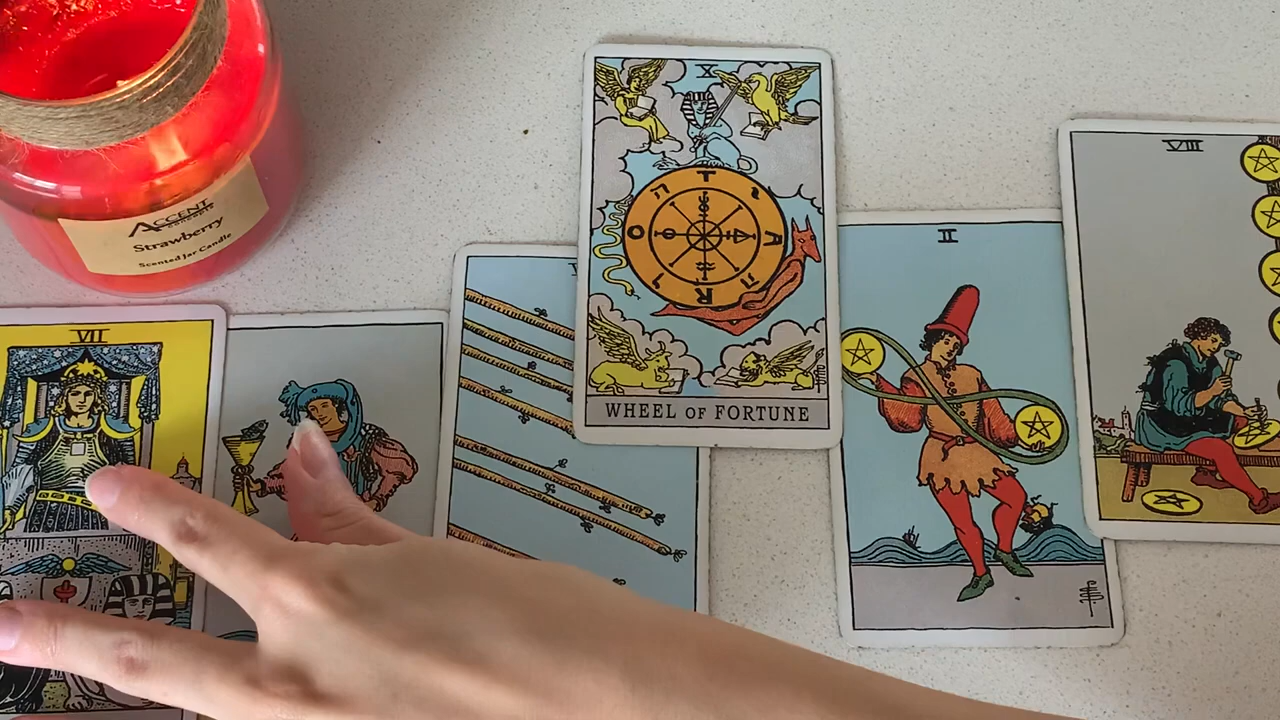 ACCENT
Strawberry
Scented Jar Candle
VII
X
T
A
R
O
WHEEL OF FORTUNE
II
VIII